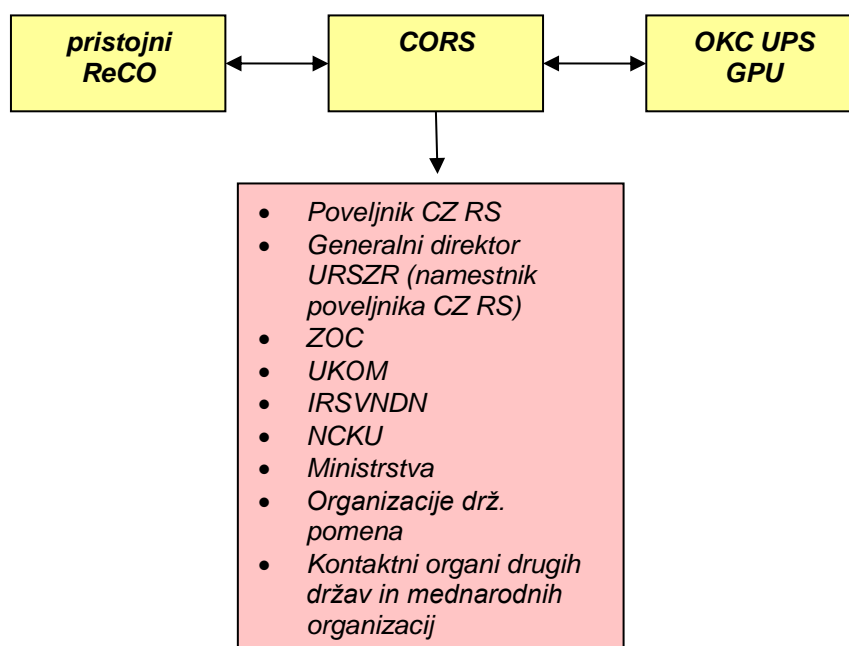 pristojni
ReCO
CORS
OKC UPS
GPU
• Poveljnik CZ RS
• Generalni direktor
URSZR (namestnik
poveljnika CZ RS)
• ZOC
• UKOM
• IRSVNDN
• NCKU
• Ministrstva
• Organizacije drž.
pomena
• Kontaktni organi drugih
držav in mednarodnih
organizacij